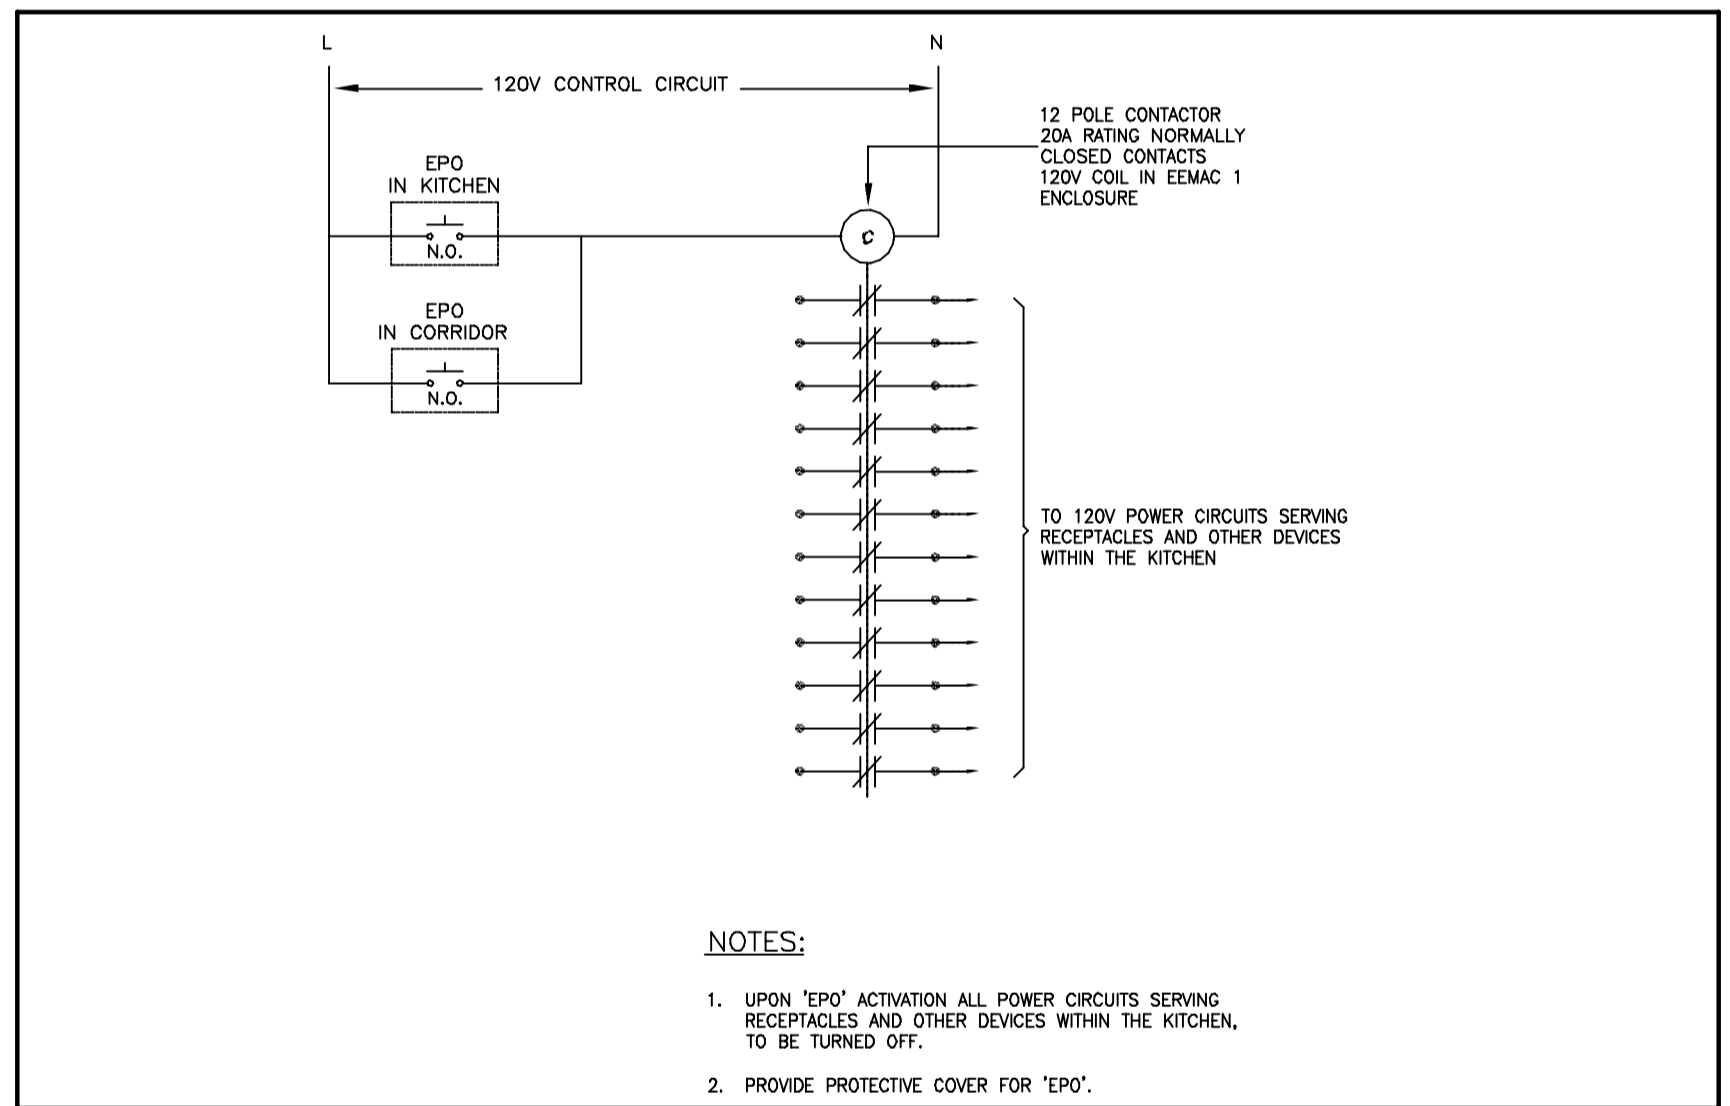 L
N
120V CONTROL CIRCUIT
12 POLE CONTACTOR
20A RATING NORMALLY
CLOSED CONTACTS
120V COIL IN EEMAC 1
ENCLOSURE
EPO
IN KITCHEN
N.O.
C
EPO
IN CORRIDOR
N.O.
TO 120V POWER CIRCUITS SERVING
RECEPTACLES AND OTHER DEVICES
WITHIN THE KITCHEN
NOTES:
1. UPON 'EPO' ACTIVATION ALL POWER CIRCUITS SERVING
RECEPTACLES AND OTHER DEVICES WITHIN THE KITCHEN,
TO BE TURNED OFF.
2. PROVIDE PROTECTIVE COVER FOR 'EPO'.